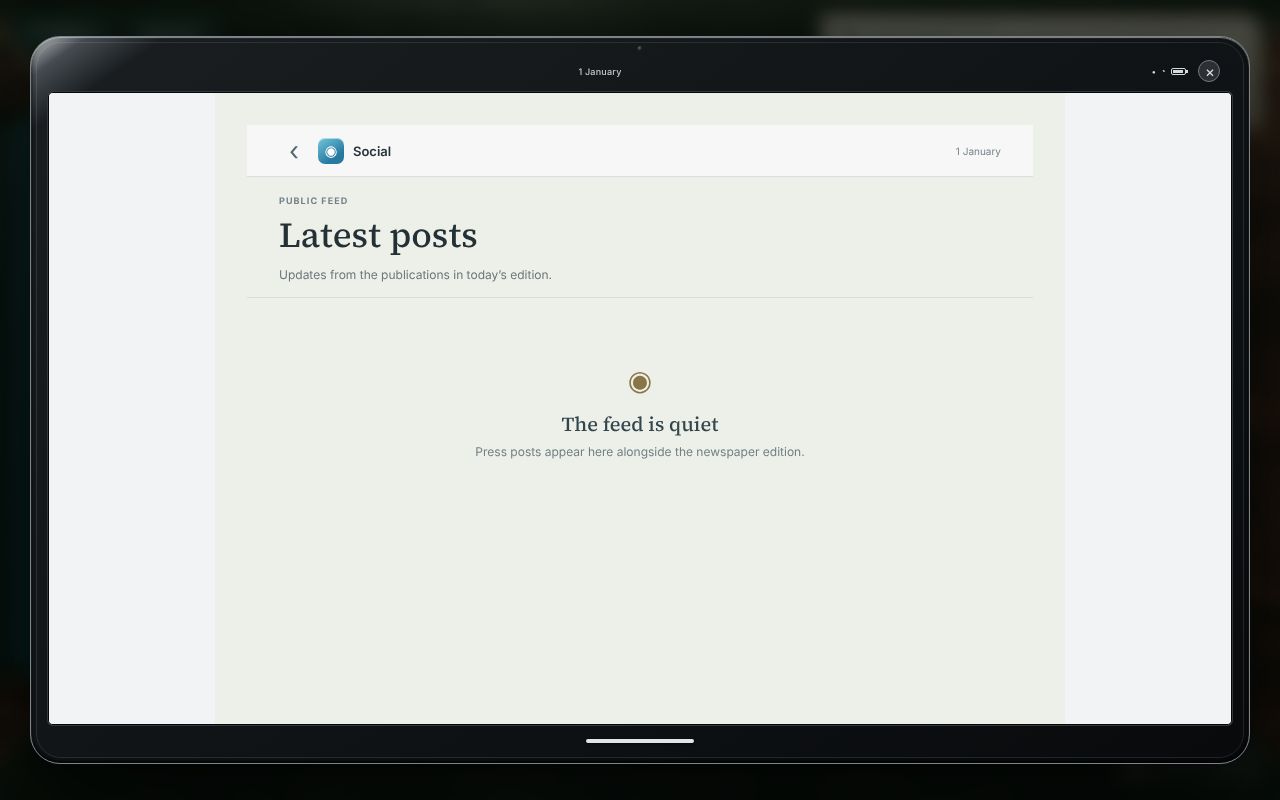 1 January
Social
1 January
PUBLIC FEED
Latest posts
Updates from the publications in today's edition.
The feed is quiet
Press posts appear here alongside the newspaper edition.